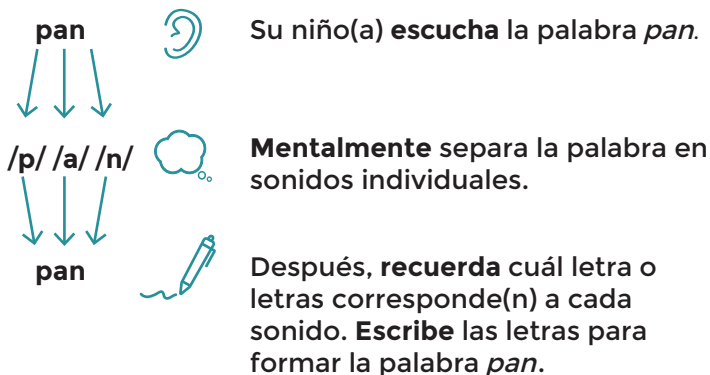 pan
Su niño(a) escucha la palabra pan.
/p/ /a/ /n/
Mentalmente separa la palabra en
sonidos individuales.
pan
Después, recuerda cuál letra o
letras corresponde(n) a cada
sonido. Escribe las letras para
formar la palabra pan.